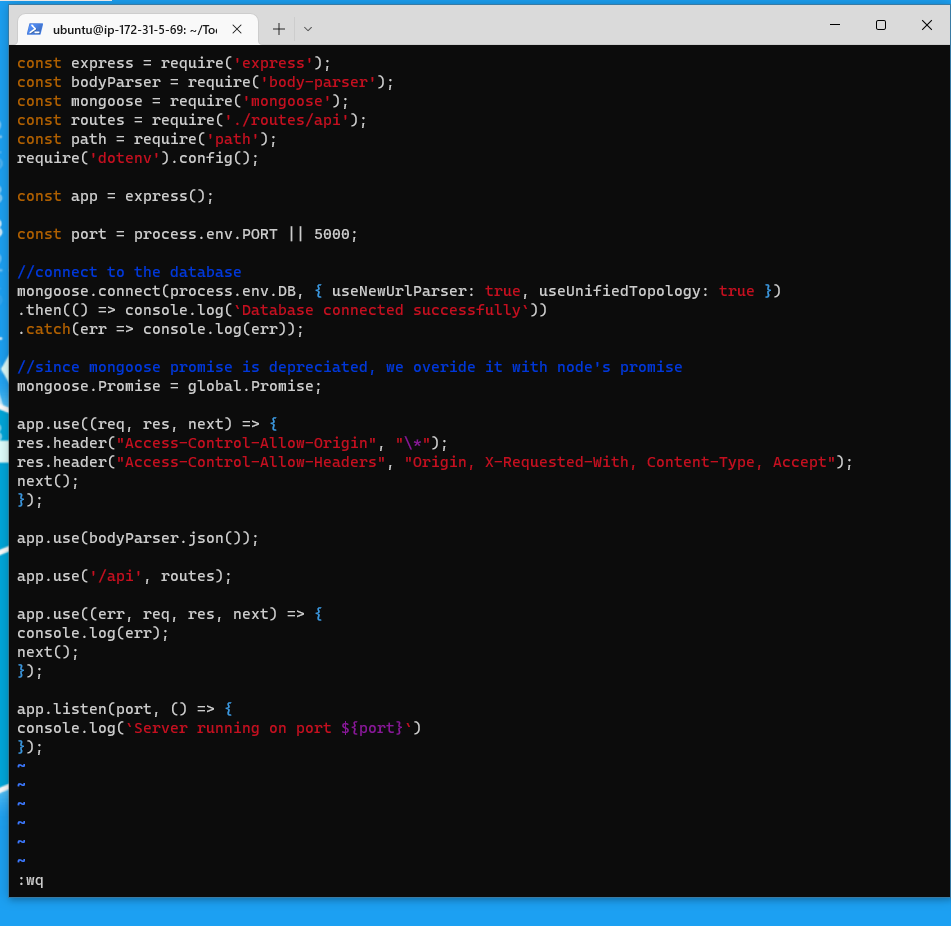 ubuntu@ip-172-31-5-69: ~/Too
const express = require('express');
const bodyParser = require('body-parser');
const mongoose = require('mongoose');
const routes = require('./routes/api');
const path = require('path');
require('dotenv').config();
const app = express();
const port = process.env.PORT || 5000;
//connect to the database
mongoose.connect(process.env.DB, { useNewUrlParser: true, useUnifiedTopology: true })
.then(() => console.log(`Database connected successfully`))
.catch(err => console.log(err));
//since mongoose promise is depreciated, we overide it with node's promise
mongoose.Promise = global.Promise;
app.use((req, res, next) => {
res.header("Access-Control-Allow-Origin", "\*");
res.header("Access-Control-Allow-Headers", "Origin, X-Requested-With, Content-Type, Accept");
next();
});
app.use(bodyParser.json());
app.use('/api', routes);
app.use((err, req, res, next) => {
console.log(err);
next();
});
app.listen(port, () => {
console.log(`Server running on port ${port}`)
});
~
~
~
~
~
~
:wq